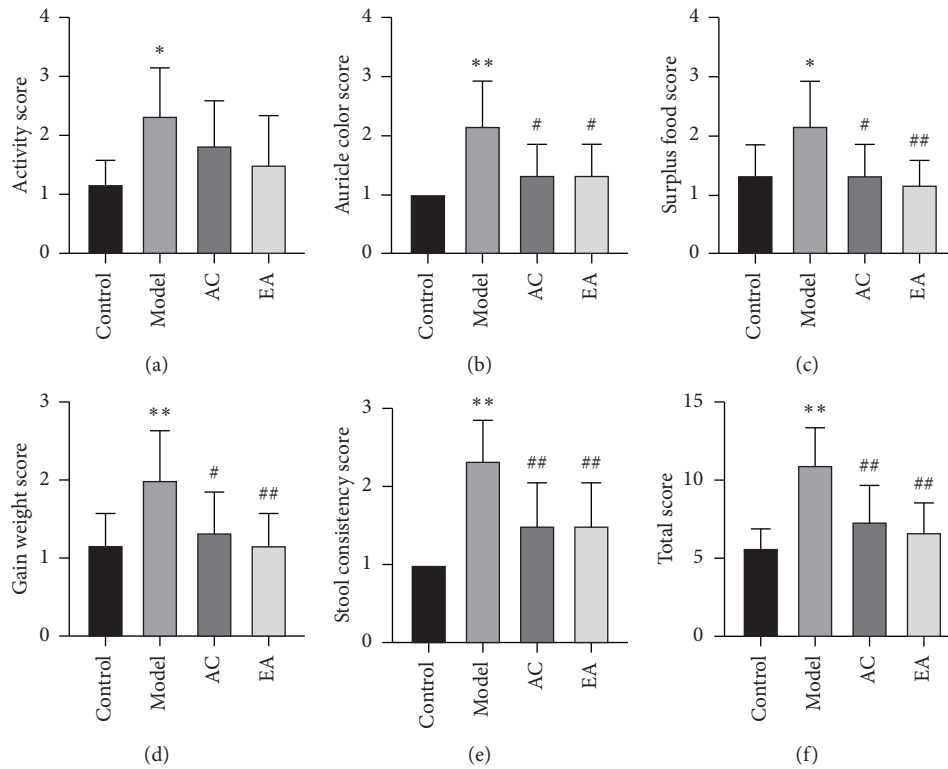 4
3
2
1
0
Activity score
*
Control
Model
AC
EA
(a)
4
3
2
1
0
Auricle color score
**
#
#
Control
Model
AC
EA
(b)
4
3
2
1
0
Surplus food score
*
#
##
Control
Model
AC
EA
(c)
3
2
1
0
Gain weight score
**
#
##
Control
Model
AC
EA
(d)
3
2
1
0
Stool consistency score
**
##
##
Control
Model
AC
EA
(e)
15
10
5
0
Total score
**
##
##
Control
Model
AC
EA
(f)